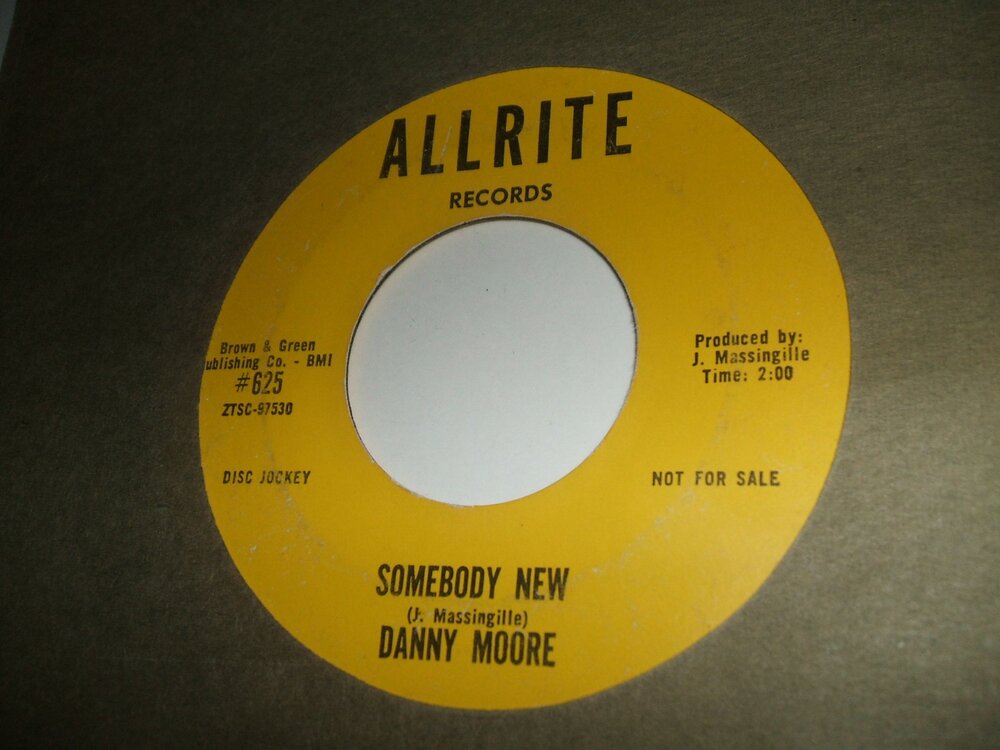 ALLRITE
RECORDS
Brown & Green
ublishing Co. - BMI
#625
ZTSC-97530
Produced by:
J. Massingille
Time: 2:00
DISC JOCKEY
NOT FOR SALE
SOMEBODY NEW
(J. Massingille)
DANNY MOORE